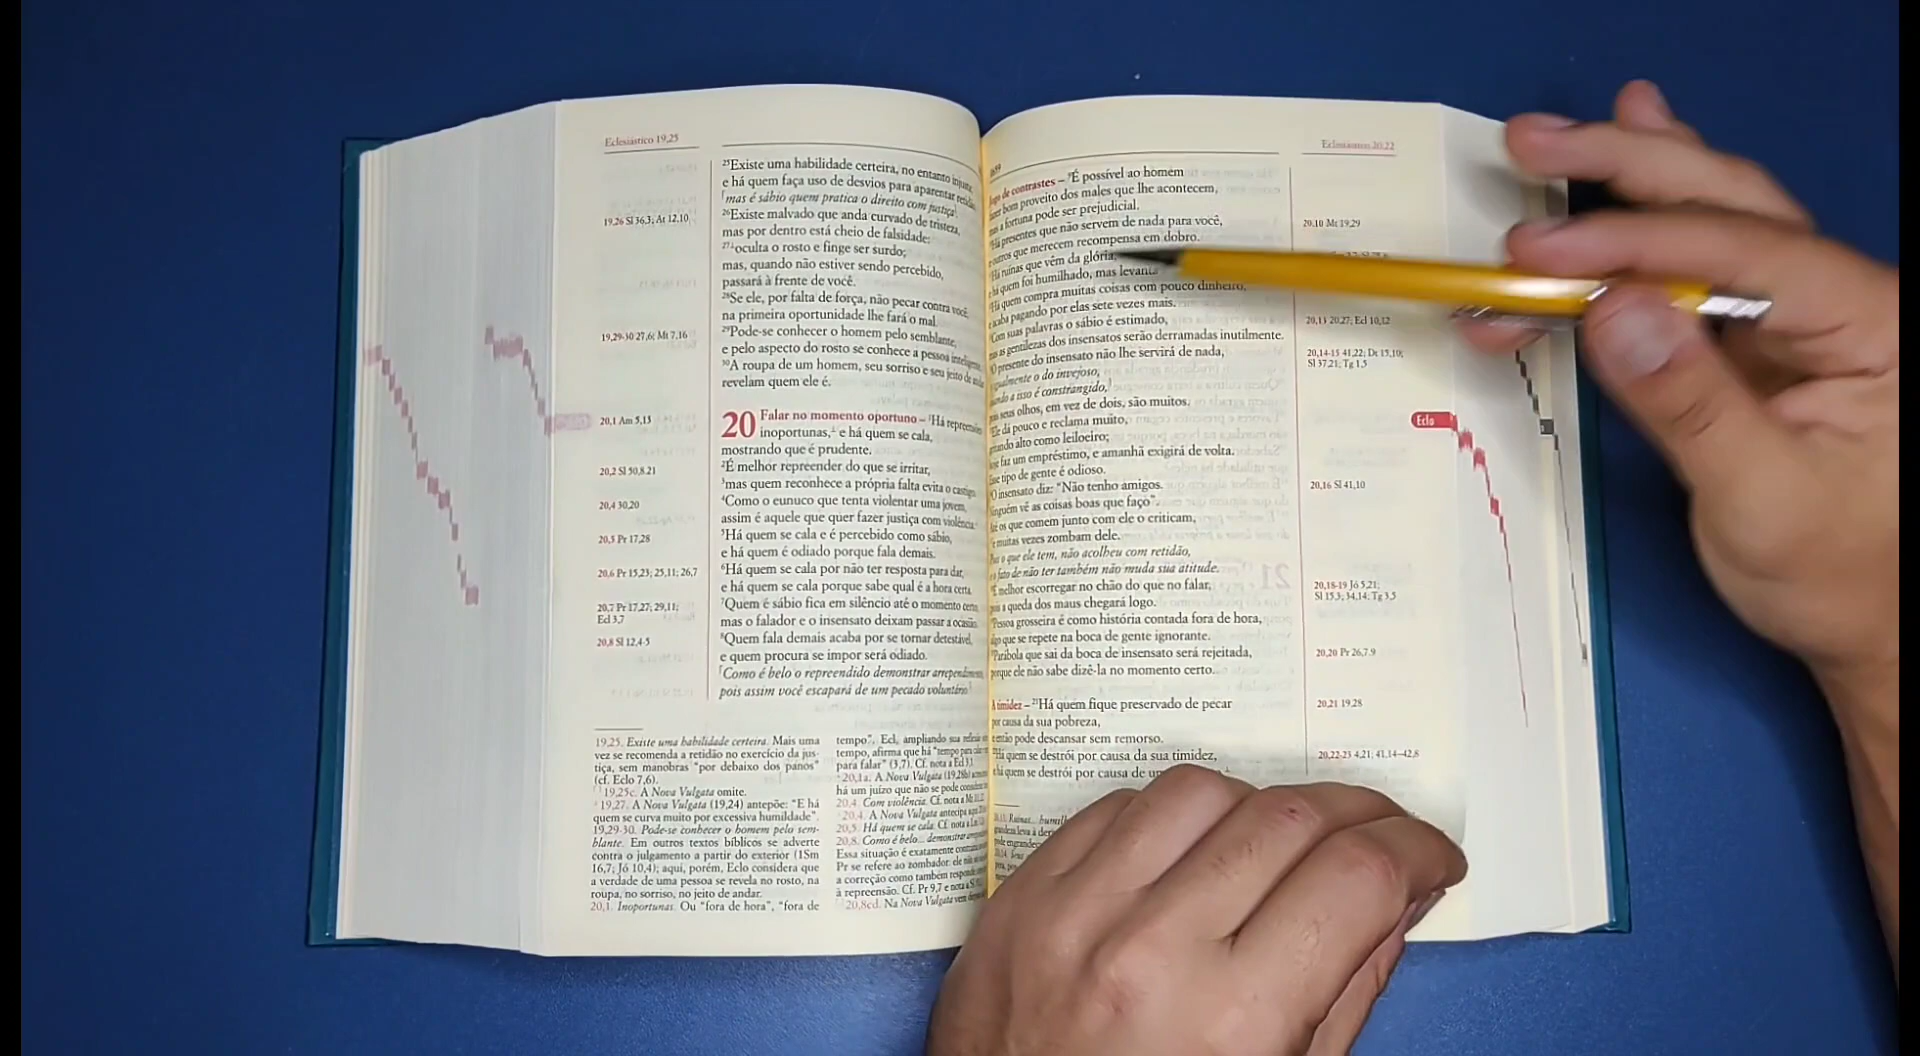 Eclesiástico 19,25
19,26 Sl 36,3; At 12,10.
19,29-30 27,6; Mt 7,16
20,1 Am 5,13
20,2 Sl 50,8.21
20,4 30,20
20,5 Pr 17,28
20,6 Pr 15,23; 25,11; 26,7
20,7 Pr 17,27; 29,11;
Ecl 3,7
20,8 Sl 12,4-5
25Existe uma habilidade certeira, no entanto injusta,
e há quem faça uso de desvios para aparentar
⌈mas é sábio quem pratica o direito com justiça⌉.
26Existe malvado que anda curvado de tristeza,
mas por dentro está cheio de falsidade:
27oculta o rosto e finge ser surdo;
mas, quando não estiver sendo percebido,
passará à frente de você.
28Se ele, por falta de força, não pecar contra você,
na primeira oportunidade lhe fará o mal.
29Pode-se conhecer o homem pelo semblante,
e pelo aspecto do rosto se conhece a pessoa inteligente.
30A roupa de um homem, seu sorriso e seu jeito de
revelam quem ele é.
20 Falar no momento oportuno – 1Há
inoportunas, e há quem se cala,
mostrando que é prudente.
2É melhor repreender do que se irritar,
3mas quem reconhece a própria falta evita o castigo.
4Como o eunuco que tenta violentar uma jovem,
assim é aquele que quer fazer justiça com violência.
5Há quem se cala e é percebido como sábio,
e há quem é odiado porque fala demais.
6Há quem se cala por não ter resposta para dar,
e há quem se cala porque sabe qual é a hora certa.
7Quem é sábio fica em silêncio até o momento certo,
mas o falador e o insensato deixam passar a ocasião.
8Quem fala demais acaba por se tornar detestável,
e quem procura se impor será odiado.
⌈Como é belo o repreendido demonstrar arrependimento,
pois assim você escapará de um pecado voluntário⌉
19,25. Existe uma habilidade certeira. Mais uma
vez se recomenda a retidão no exercício da jus-
tiça, sem manobras “por debaixo dos panos”
(cf. Eclo 7,6).
19,25c. A Nova Vulgata omite.
19,27. A Nova Vulgata (19,24) antepõe: “E há
quem se curva muito por excessiva humildade”.
19,29-30. Pode-se conhecer o homem pelo sem-
blante. Em outros textos bíblicos se adverte
contra o julgamento a partir do exterior (1Sm
16,7; Jó 10,4); aqui, porém, Eclo considera que
a verdade de uma pessoa se revela no rosto, na
roupa, no sorriso, no jeito de andar.
20,1. Inoportunas. Ou “fora de hora”, “fora de
tempo”. Ecl, ampliando sua
tempo, afirma que há “tempo para
para falar” (3,7). Cf. nota a Ecl 3,1.
20,1a. A Nova Vulgata (19,28b)
há um juízo que não se pode
20,4. Com violência. Cf. nota a
20,4. A Nova Vulgata antecipa
20,5. Há quem se cala. Cf. nota a
20,8. Como é belo... demonstrar
Essa situação é exatamente
Pr se refere ao zombador: ele não
a correção como também
à repreensão. Cf. Pr 9,7 e nota a
20,8cd. Na Nova Vulgata vem
Eclesiástico 20,22
de contrastes – 9É possível ao homem
bom proveito dos males que lhe acontecem,
a fortuna pode ser prejudicial.
Há presentes que não servem de nada para você,
e outros que merecem recompensa em dobro.
Há ruínas que vêm da glória,
e há quem foi humilhado, mas
Há quem compra muitas coisas com pouco dinheiro,
e acaba pagando por elas sete vezes mais.
Com suas palavras o sábio é estimado,
mas as gentilezas dos insensatos serão derramadas inutilmente.
O presente do insensato não lhe servirá de nada,
igualmente o do invejoso,
a isso é constrangido,
seus olhos, em vez de dois, são muitos.
Ele dá pouco e reclama muito,
gritando alto como leiloeiro;
faz um empréstimo, e amanhã exigirá de volta.
Esse tipo de gente é odioso.
O insensato diz: “Não tenho amigos.
Ninguém vê as coisas boas que faço”.
Até os que comem junto com ele o criticam,
e muitas vezes zombam dele.
o que ele tem, não acolheu com retidão,
o fato de não ter também não muda sua atitude.
É melhor escorregar no chão do que no falar,
a queda dos maus chegará logo.
Pessoa grosseira é como história contada fora de hora,
algo que se repete na boca de gente ignorante.
Parábola que sai da boca de insensato será rejeitada,
porque ele não sabe dizê-la no momento certo.
A timidez – 21Há quem fique preservado de pecar
por causa da sua pobreza,
e então pode descansar sem remorso.
Há quem se destrói por causa da sua timidez,
e há quem se destrói por causa de
20,10 Mt 19,29
20,13 20,27; Ecl 10,12
20,14-15 41,22; Dt 15,10;
Sl 37,21; Tg 1,5
20,16 Sl 41,10
20,18-19 Jó 5,21;
Sl 15,3; 34,14; Tg 3,5
20,20 Pr 26,7.9
20,21 19,28
20,22-23 4,21; 41,14–42,8
Eclo